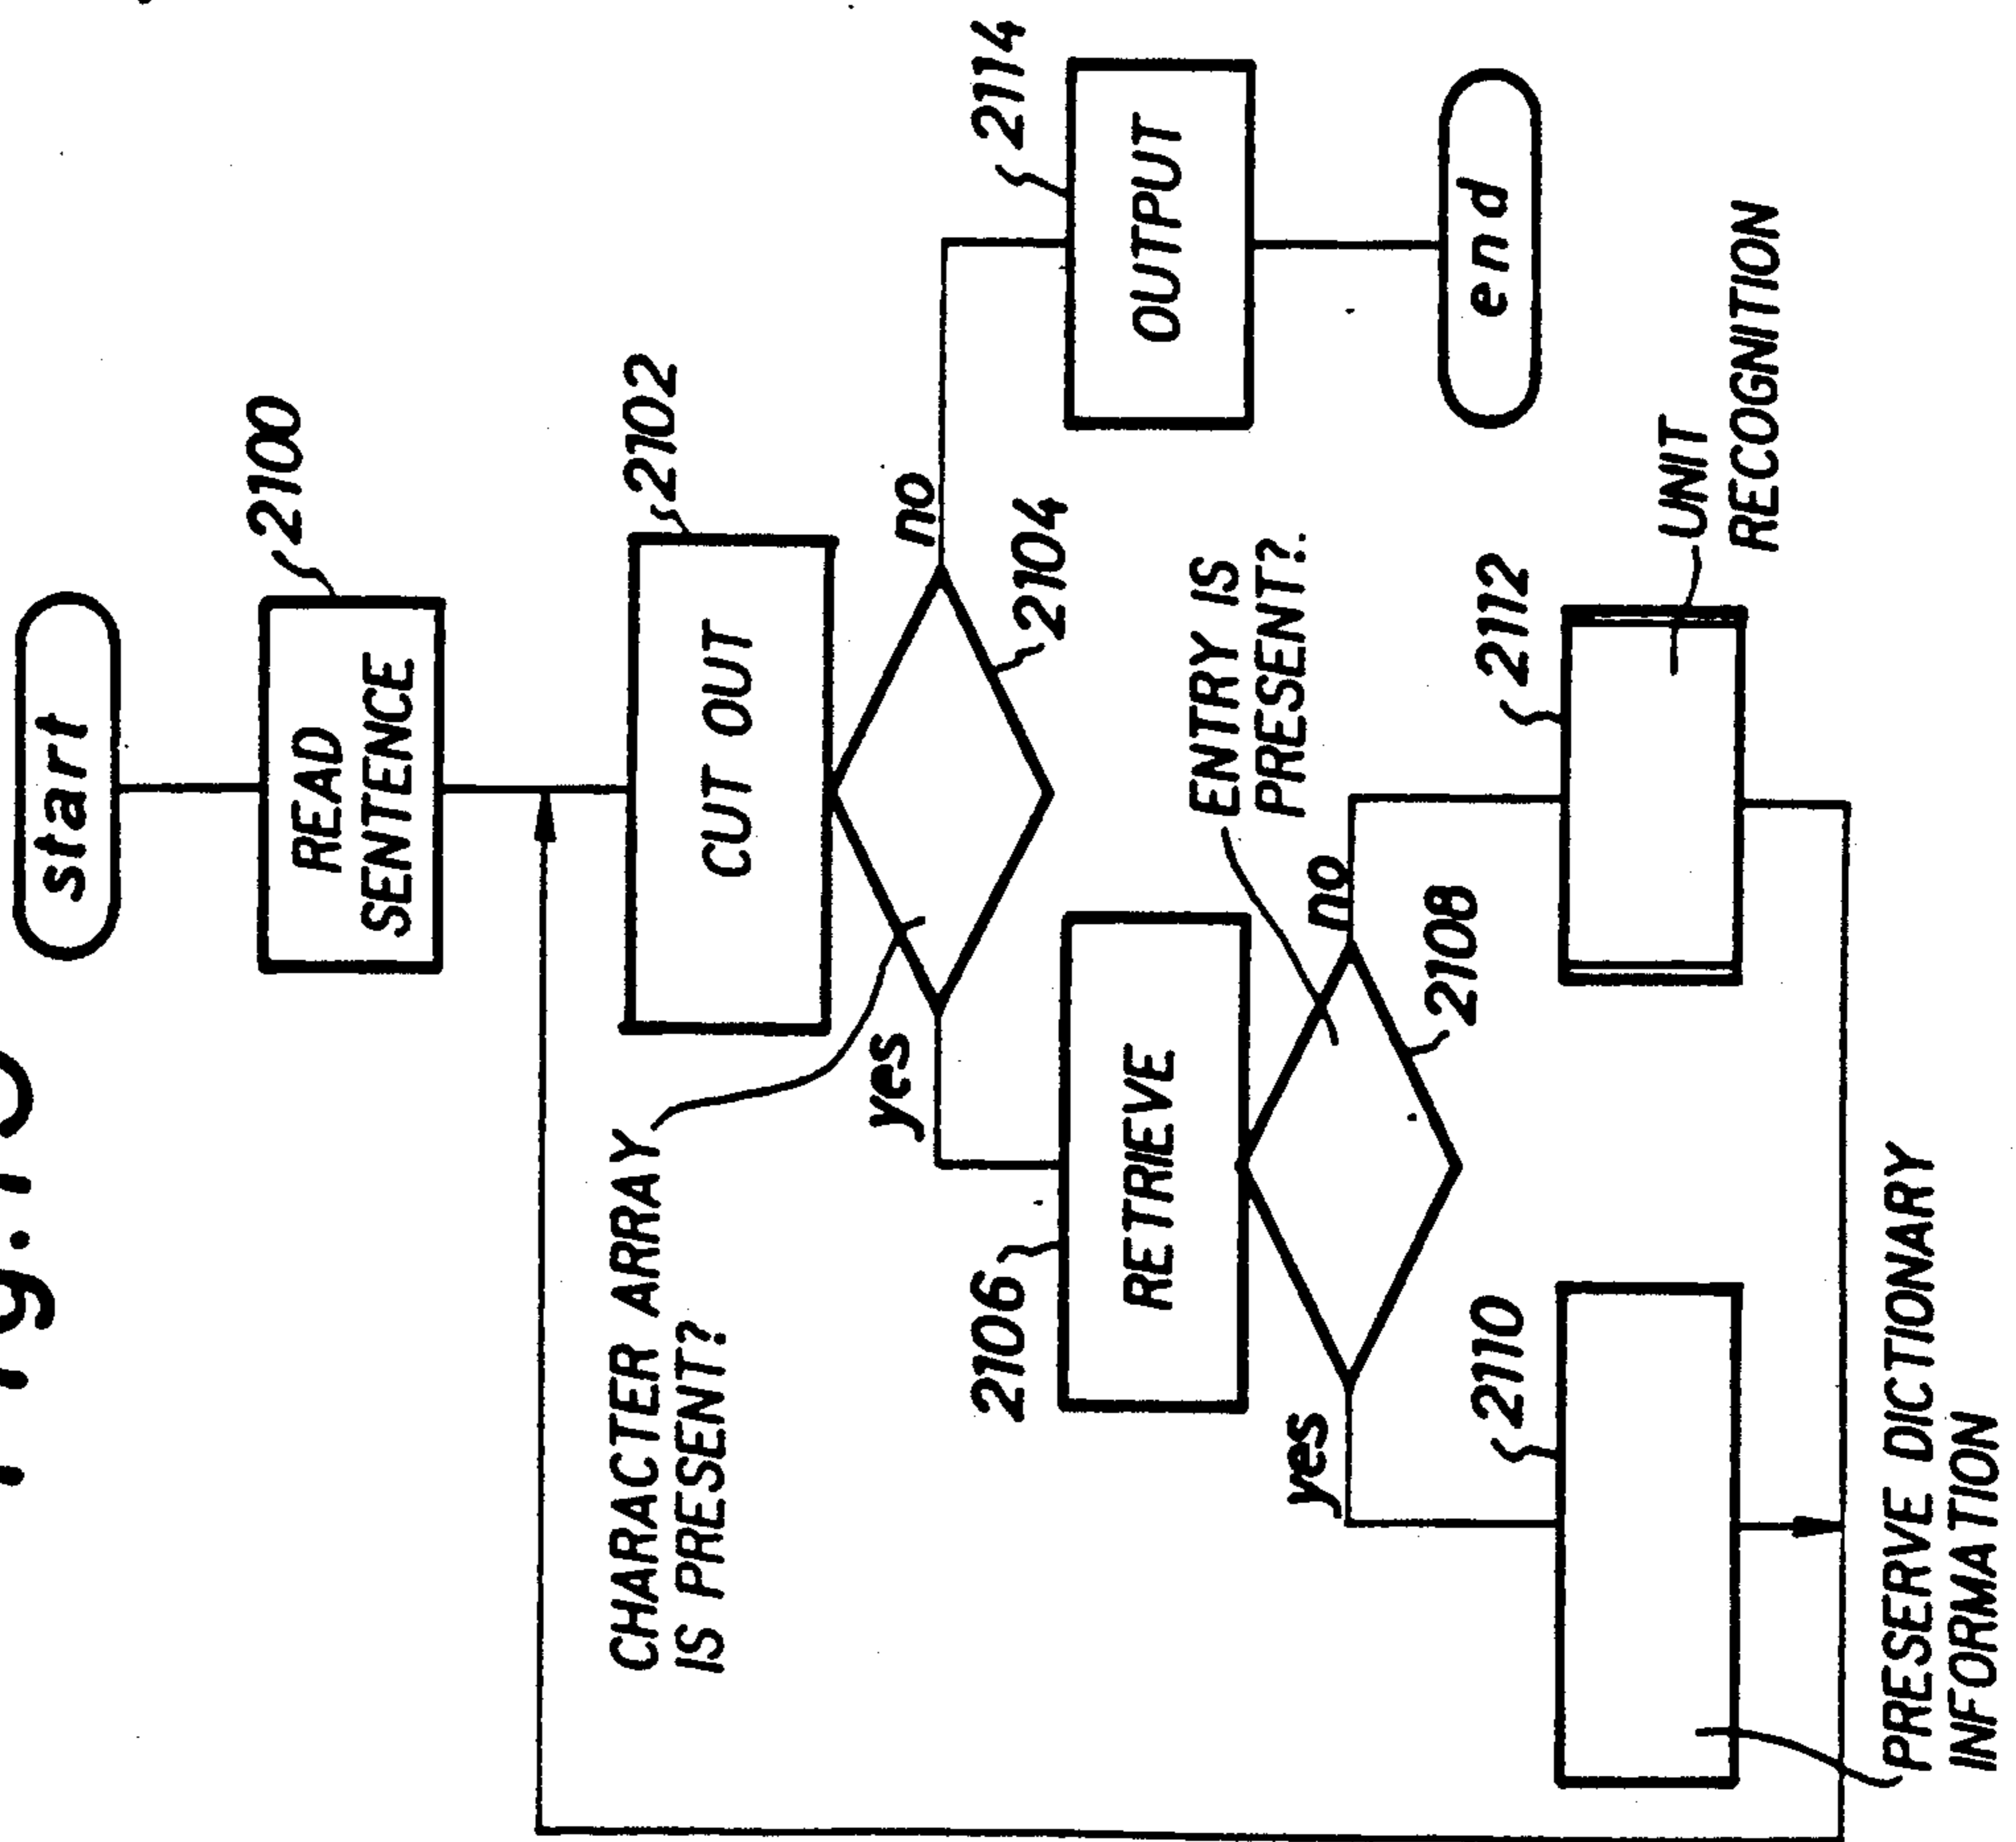 start
2100
READ
SENTENCE
2102
CUT OUT
CHARACTER ARRAY
IS PRESENT?
yes
no
2104
2114
OUTPUT
end
2106
RETRIEVE
ENTRY IS
PRESENT?
yes
no
2108
2110
2112
UNIT
RECOGNITION
PRESERVE DICTIONARY
INFORMATION